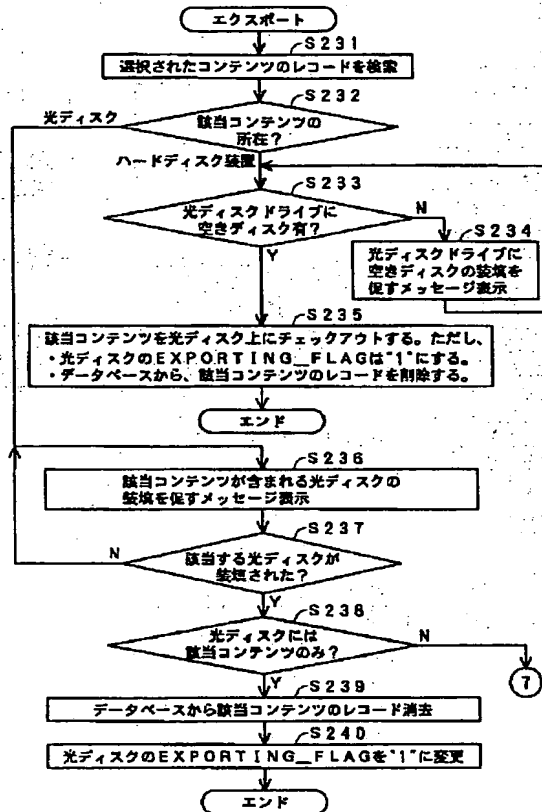 エクスポート
S231
選択されたコンテンツのレコードを検索
S232
光ディスク
該当コンテンツの
所在?
ハードディスク装置
S233
光ディスクドライブに
空きディスク有?
N
Y
S234
光ディスクドライブに
空きディスクの装填を
促すメッセージ表示
S235
該当コンテンツを光ディスク上にチェックアウトする。ただし、
・光ディスクのEXPORTING_FLAGは"1"にする。
・データベースから、該当コンテンツのレコードを削除する。
エンド
S236
該当コンテンツが含まれる光ディスクの
装填を促すメッセージ表示
S237
N
該当する光ディスクが
装填された?
Y
S238
光ディスクには
該当コンテンツのみ?
N
7
Y
S239
データベースから該当コンテンツのレコード消去
S240
光ディスクのEXPORTING_FLAGを"1"に変更
エンド